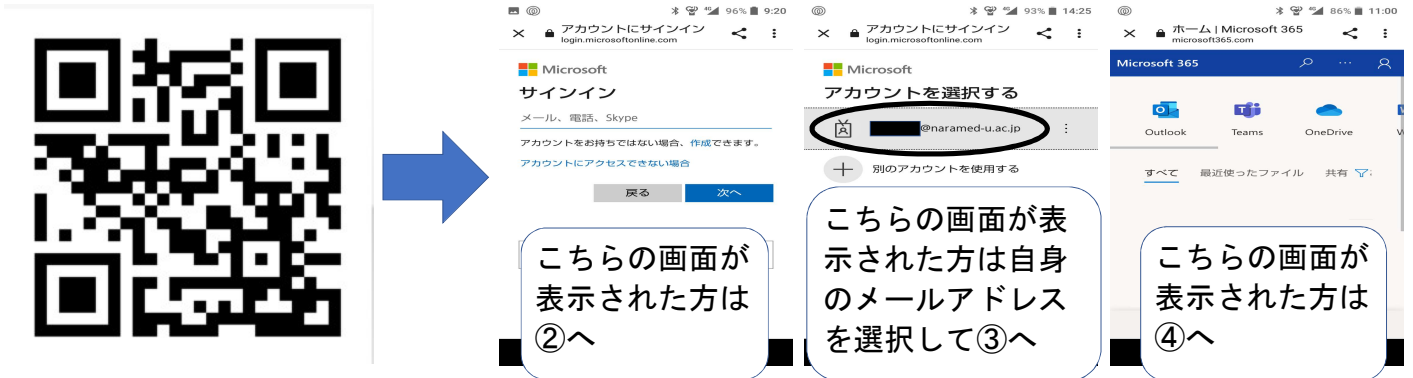 9:20
96%
アカウントにサインイン
login.microsoftonline.com
Microsoft
サインイン
メール、電話、Skype
アカウントをお持ちではない場合、作成できます。
アカウントにアクセスできない場合
戻る
次へ
こちらの画面が
表示された方は
②へ
93%
14:25
アカウントにサインイン
login.microsoftonline.com
Microsoft
アカウントを選択する
@naramed-u.ac.jp
別のアカウントを使用する
こちらの画面が表
示された方は自身
のメールアドレス
を選択して③へ
86%
11:00
ホーム | Microsoft 365
microsoft365.com
Microsoft 365
Outlook
Teams
OneDrive
すべて
最近使ったファイル
共有
こちらの画面が
表示された方は
④へ